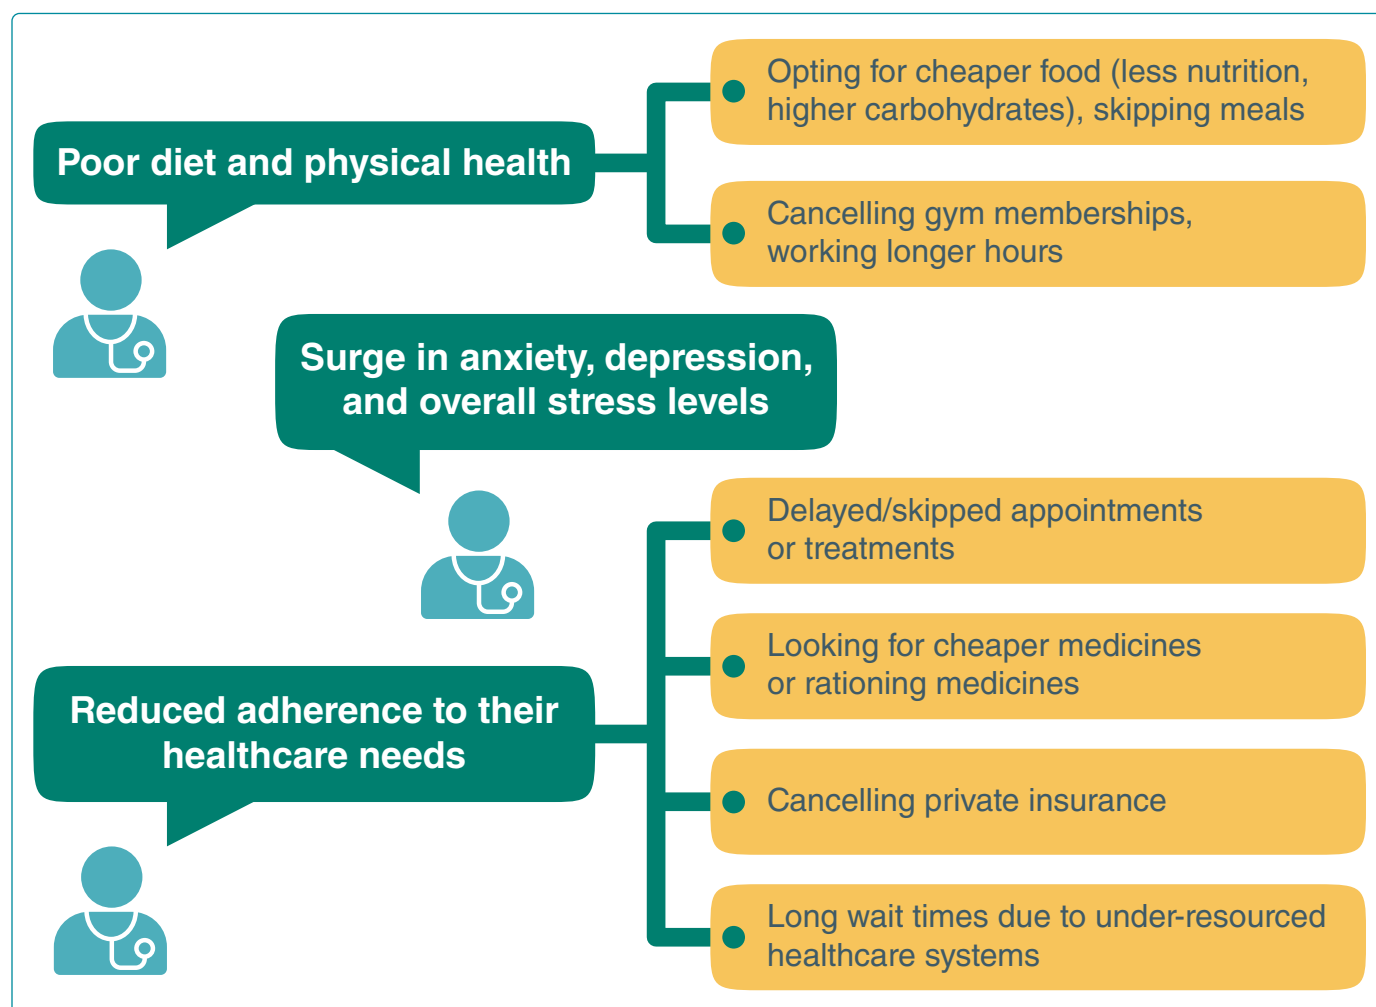 Poor diet and physical health
Opting for cheaper food (less nutrition,
higher carbohydrates), skipping meals
Cancelling gym memberships,
working longer hours
Surge in anxiety, depression,
and overall stress levels
Reduced adherence to their
healthcare needs
Delayed/skipped appointments
or treatments
Looking for cheaper medicines
or rationing medicines
Cancelling private insurance
Long wait times due to under-resourced
healthcare systems